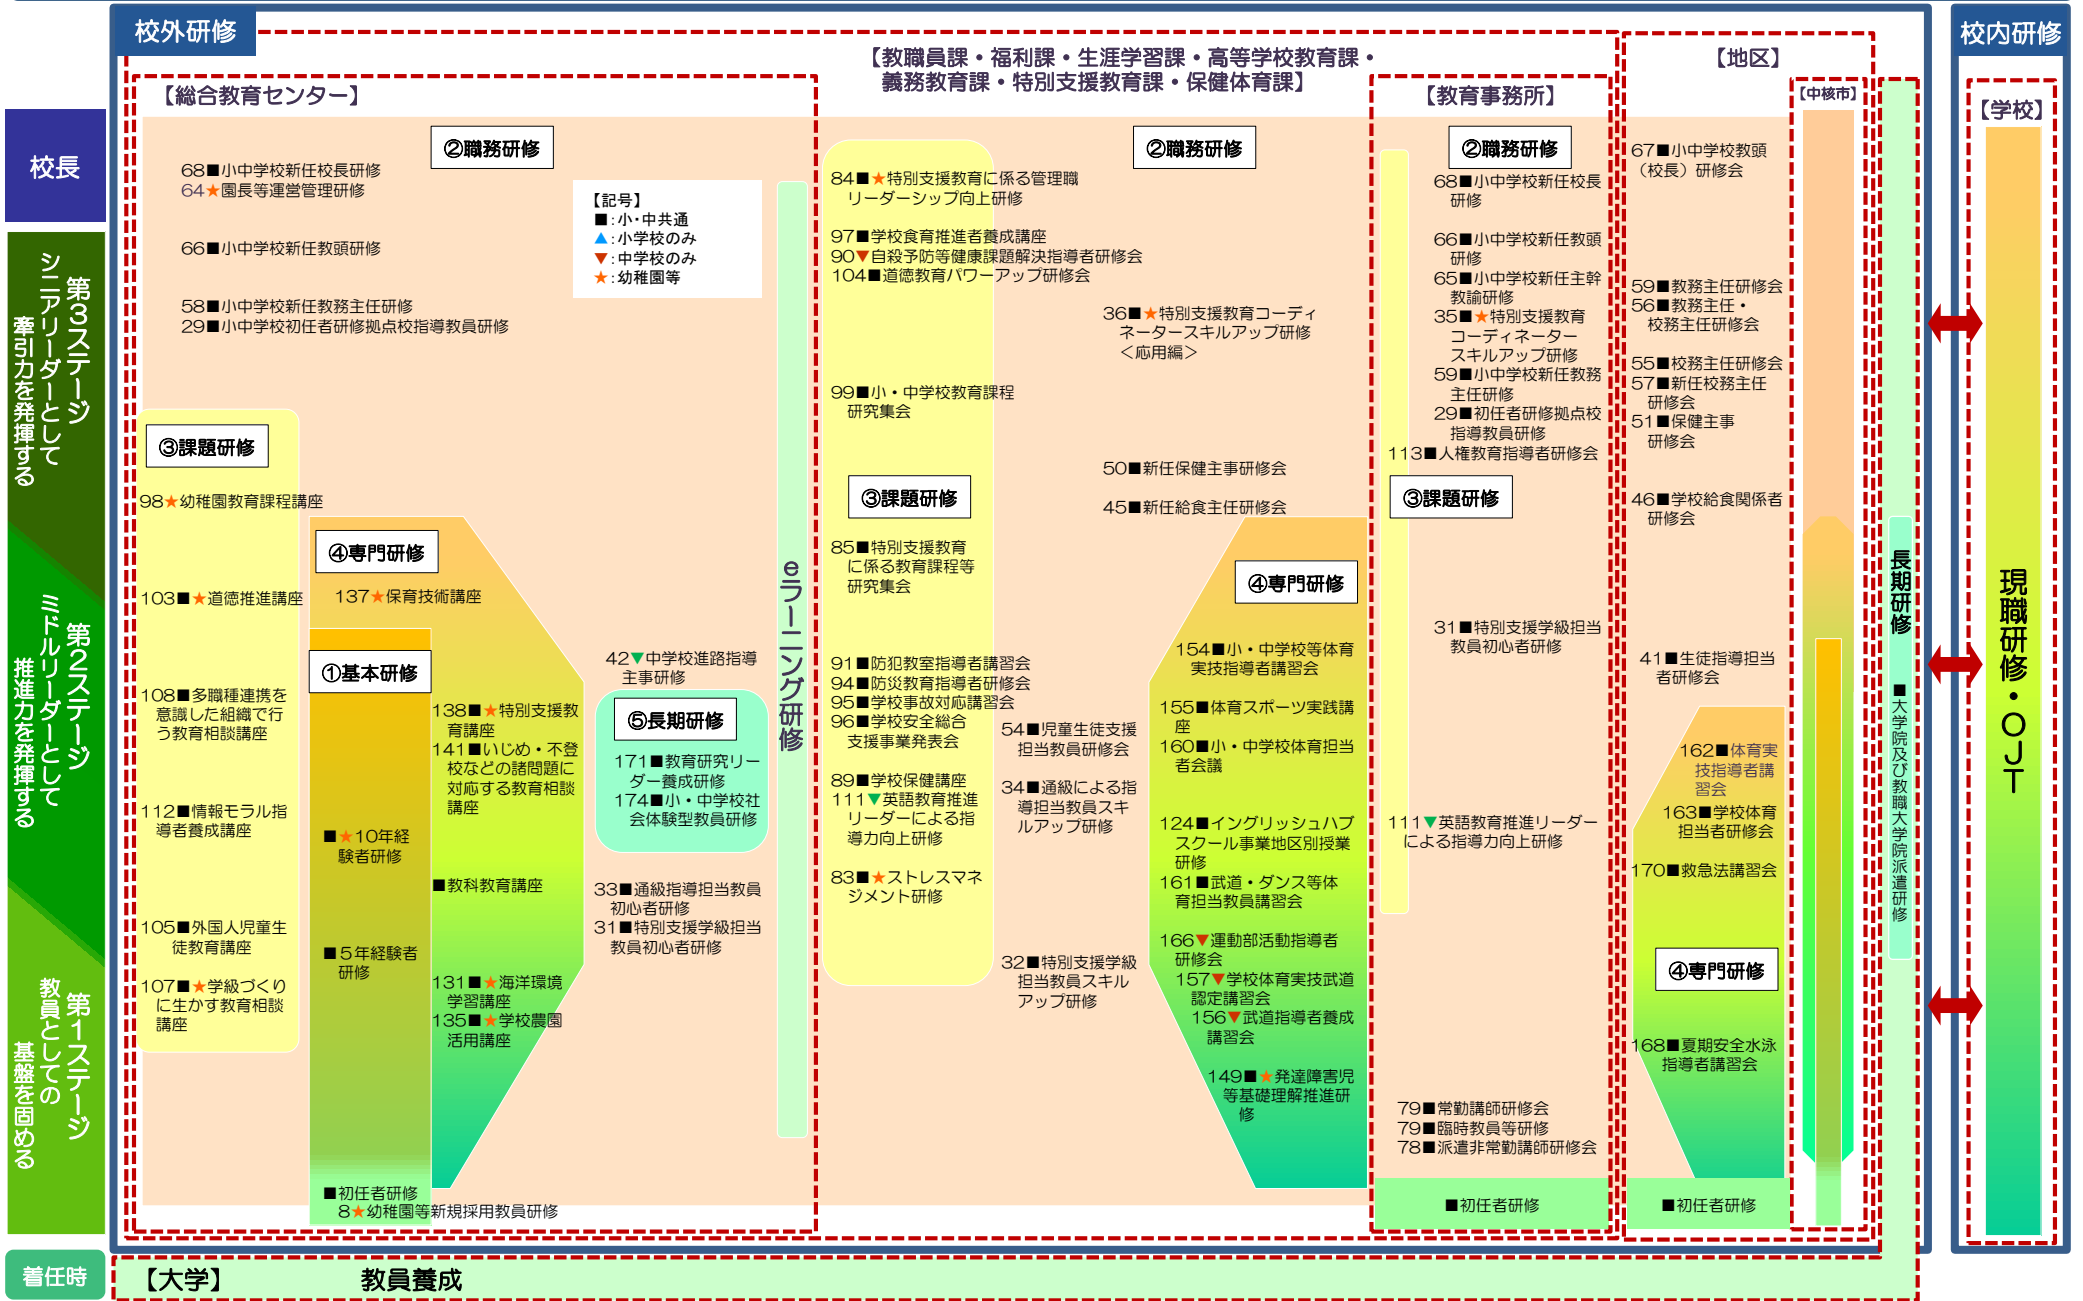 校外研修
校内研修
【教職員課・福利課・生涯学習課・高等学校教育課・
義務教育課・特別支援教育課・保健体育課】
【地区】
【総合教育センター】
【教育事務所】
【中核市】
【学校】
校長
第3ステージ
シニアリーダーとして
牽引力を発揮する
第2ステージ
ミドルリーダーとして
推進力を発揮する
第1ステージ
教員としての
基盤を固める
着任時
②職務研修
68■小中学校新任校長研修
64★園長等運営管理研修
66■小中学校新任教頭研修
58■小中学校新任教務主任研修
29■小中学校初任者研修拠点校指導教員研修
【記号】
■:小・中共通
▲:小学校のみ
▼:中学校のみ
★:幼稚園等
③課題研修
98★幼稚園教育課程講座
103■★道徳推進講座
108■多職種連携を
意識した組織で行
う教育相談講座
112■情報モラル指
導者養成講座
105■外国人児童生
徒教育講座
107■★学級づくり
に生かす教育相談
講座
④専門研修
137★保育技術講座
①基本研修
■★10年経
験者研修
■５年経験者
研修
■初任者研修
8★幼稚園等新規採用教員研修
138■★特別支援教
育講座
141■いじめ・不登
校などの諸問題に
対応する教育相談
講座
■教科教育講座
131■★海洋環境
学習講座
135■★学校農園
活用講座
42▼中学校進路指導
主事研修
⑤長期研修
171■教育研究リー
ダー養成研修
174■小・中学校社
会体験型教員研修
33■通級指導担当教員
初心者研修
31■特別支援学級担当
教員初心者研修
eラーニング研修
84■★特別支援教育に係る管理職
リーダーシップ向上研修
97■学校食育推進者養成講座
90▼自殺予防等健康課題解決指導者研修会
104■道徳教育パワーアップ研修会
99■小・中学校教育課程
研究集会
③課題研修
85■特別支援教育
に係る教育課程等
研究集会
91■防犯教室指導者講習会
94■防災教育指導者研修会
95■学校事故対応講習会
96■学校安全総合
支援事業発表会
89■学校保健講座
111▼英語教育推進
リーダーによる指
導力向上研修
83■★ストレスマネ
ジメント研修
②職務研修
36■★特別支援教育コーディ
ネータースキルアップ研修
＜応用編＞
50■新任保健主事研修会
45■新任給食主任研修会
54■児童生徒支援
担当教員研修会
34■通級による指
導担当教員スキ
ルアップ研修
32■特別支援学級
担当教員スキル
アップ研修
④専門研修
154■小・中学校等体育
実技指導者講習会
155■体育スポーツ実践講
座
160■小・中学校体育担当
者会議
124■イングリッシュハブ
スクール事業地区別授業
研修
161■武道・ダンス等体
育担当教員講習会
166▼運動部活動指導者
研修会
157▼学校体育実技武道
認定講習会
156▼武道指導者養成
講習会
149■★発達障害児
等基礎理解推進研
修
②職務研修
68■小中学校新任校長
研修
66■小中学校新任教頭
研修
65■小中学校新任主幹
教諭研修
35■★特別支援教育
コーディネーター
スキルアップ研修
59■小中学校新任教務
主任研修
29■初任者研修拠点校
指導教員研修
113■人権教育指導者研修会
③課題研修
31■特別支援学級担当
教員初心者研修
111▼英語教育推進リーダー
による指導力向上研修
79■常勤講師研修会
79■臨時教員等研修
78■派遣非常勤講師研修会
■初任者研修
67■小中学校教頭
（校長）研修会
59■教務主任研修会
56■教務主任・
校務主任研修会
55■校務主任研修会
57■新任校務主任
研修会
51■保健主事
研修会
46■学校給食関係者
研修会
41■生徒指導担当
者研修会
162■体育実
技指導者講
習会
163■学校体育
担当者研修会
170■救急法講習会
④専門研修
168■夏期安全水泳
指導者講習会
■初任者研修
長期研修
■大学院及び教職大学院派遣研修
現職研修・ＯＪＴ
【大学】
教員養成